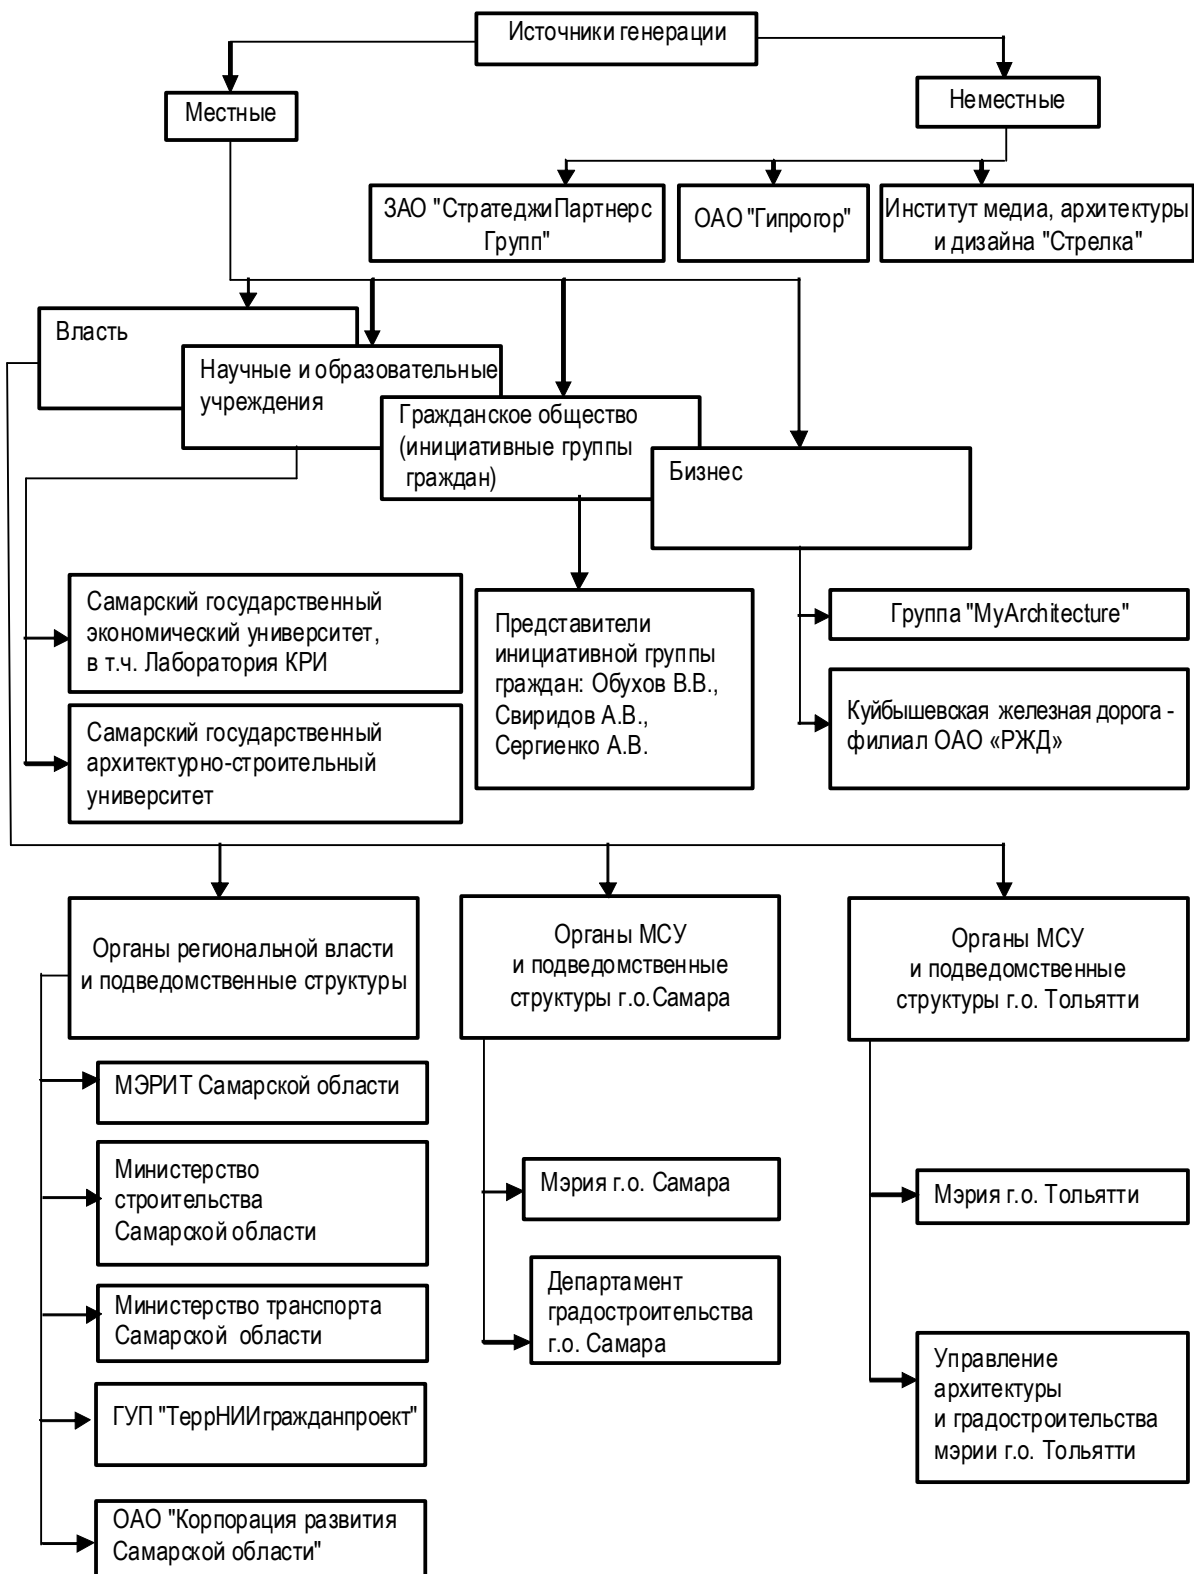 Источники генерации
Местные
Неместные
ЗАО "СтратеджиПартнерс
Групп"
ОАО "Гипрогор"
Институт медиа, архитектуры
и дизайна "Стрелка"
Власть
Научные и образовательные
учреждения
Гражданское общество
(инициативные группы
граждан)
Бизнес
Самарский государственный
экономический университет,
в т.ч. Лаборатория КРИ
Самарский государственный
архитектурно-строительный
университет
Представители
инициативной группы
граждан: Обухов В.В.,
Свиридов А.В.,
Сергиенко А.В.
Группа "MyArchitecture"
Куйбышевская железная дорога -
филиал ОАО «РЖД»
Органы региональной власти
и подведомственные структуры
Органы МСУ
и подведомственные
структуры г.о.Самара
Органы МСУ
и подведомственные
структуры г.о. Тольятти
МЭРИТ Самарской области
Министерство
строительства
Самарской области
Министерство транспорта
Самарской области
ГУП "ТеррНИИгражданпроект"
ОАО "Корпорация развития
Самарской области"
Мэрия г.о. Самара
Департамент
градостроительства
г.о. Самара
Мэрия г.о. Тольятти
Управление
архитектуры
и градостроительства
мэрии г.о. Тольятти